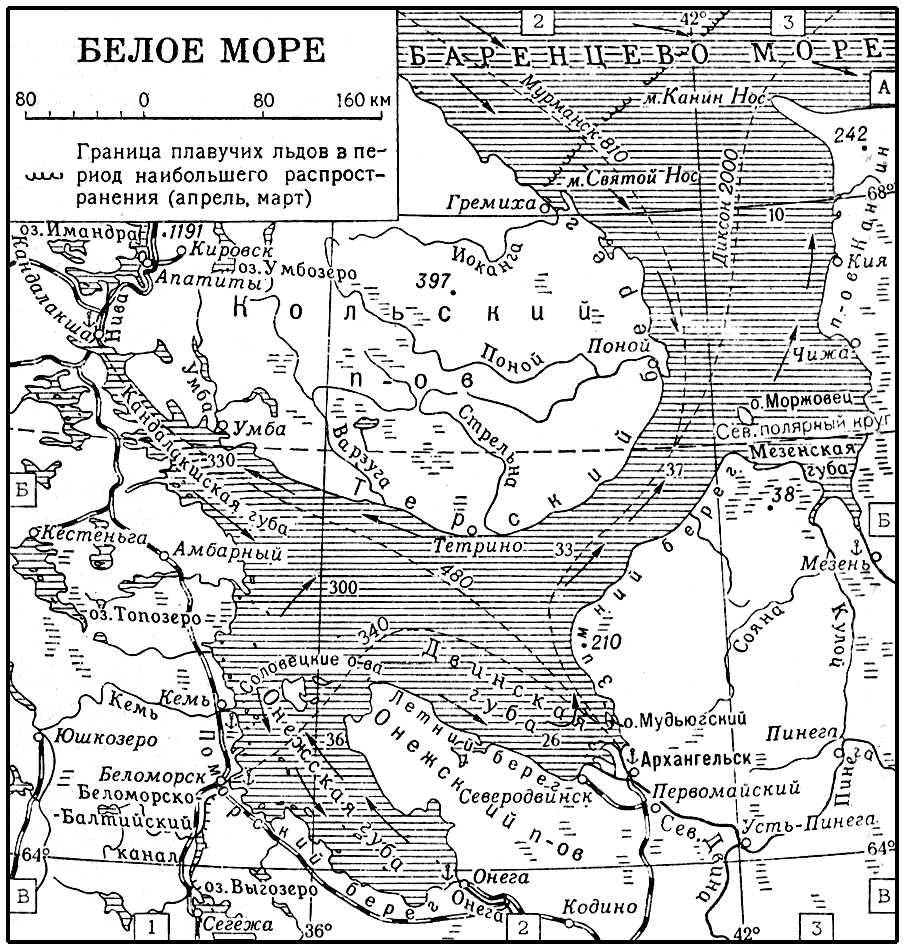 БЕЛОЕ МОРЕ
80 0 80 160 км
Граница плавучих льдов в пе-
риод наибольшего распрост-
ранения (апрель, март)
2
42°
3
БАРЕНЦЕВО МОРЕ
А
Мурманск 810
м.Канин Нос
242
Диксон 2000
м.Святой Нос
68°
Гремиха
10
п-ов Канин
оз.Имандра
1191
Кировск
Апатиты
оз.Умбозеро
Иоканга
397
Кия
Кандалакша
Нива
Кольский
п-ов
Поной
Поной
Чижа
Умба
Умба
Кандалакшская губа
Варзуга
Стрельна
Терский берег
о.Моржовец
Сев.полярный круг
Мезенская
губа
330
37
38
Б
Б
Кестеньга
Амбарный
Тетрино
33
Мезень
480
300
Зимний берег
оз.Топозеро
340
210
Сояна
Кулой
Двинская
губа
Соловецкие о-ва
Кемь
Кемь
Онежская
губа
Летний берег
Онежский п-ов
о.Мудьюгский
Юшкозеро
36
26
Пинега
Пинега
Архангельск
Беломорск
Беломорско
-Балтийский
канал
Поморский берег
Северодвинск
Первомайский
Сев. Двина
Усть-Пинега
64°
64°
оз.Выгозеро
Онега
Онега
В
В
Сегежа
Кодино
1
36°
2
42°
3